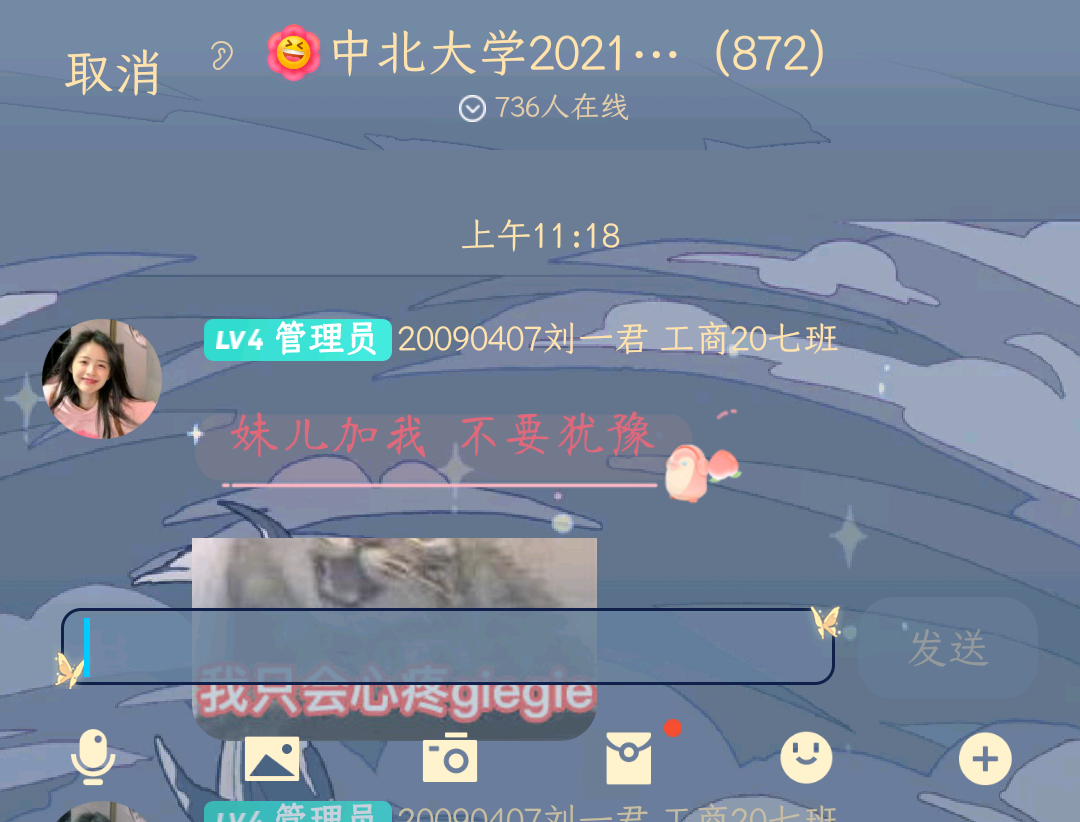 取消
中北大学2021… (872)
736人在线
上午11:18
LV4 管理员 20090407刘一君 工商20七班
妹儿加我 不要犹豫
我只会心疼giegie
发送
LV4 管理员 20090407刘一君 工商20七班